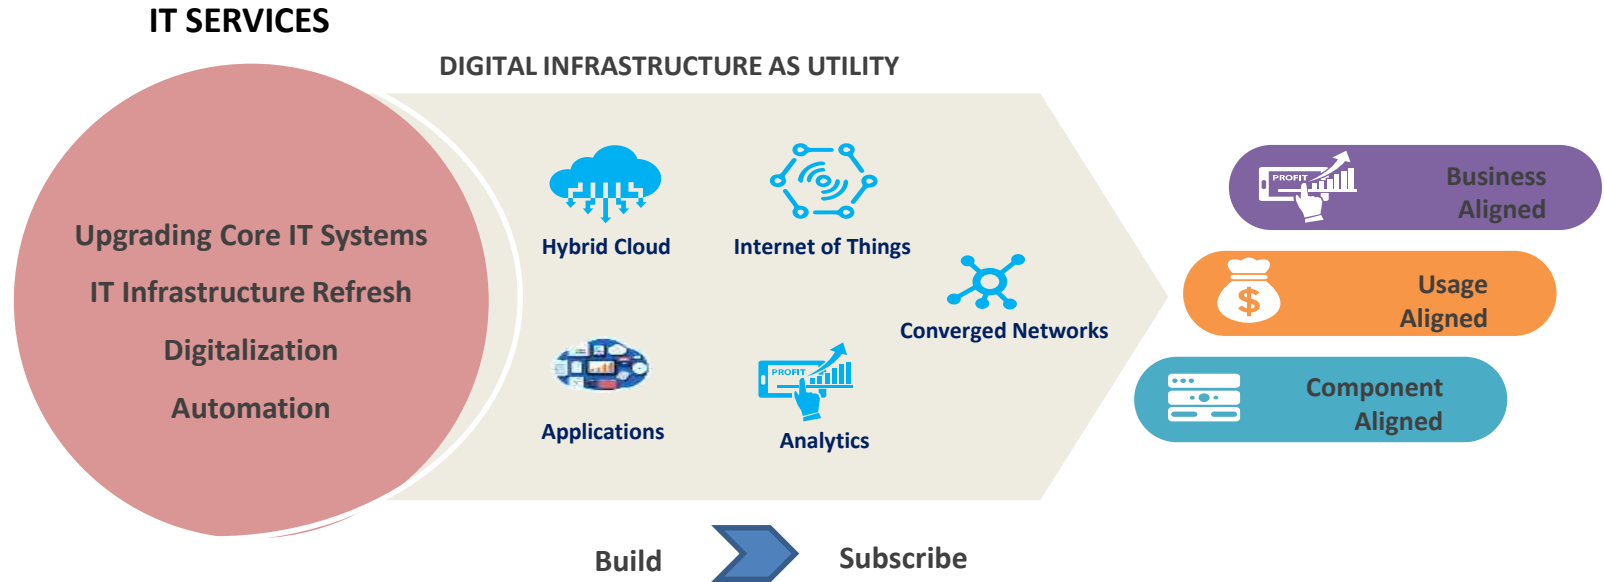 IT SERVICES
DIGITAL INFRASTRUCTURE AS UTILITY
Upgrading Core IT Systems
IT Infrastructure Refresh
Digitalization
Automation
Hybrid Cloud
Internet of Things
Converged Networks
Applications
PROFIT
Analytics
PROFIT
Business
Aligned
$
Usage
Aligned
Component
Aligned
Build
Subscribe